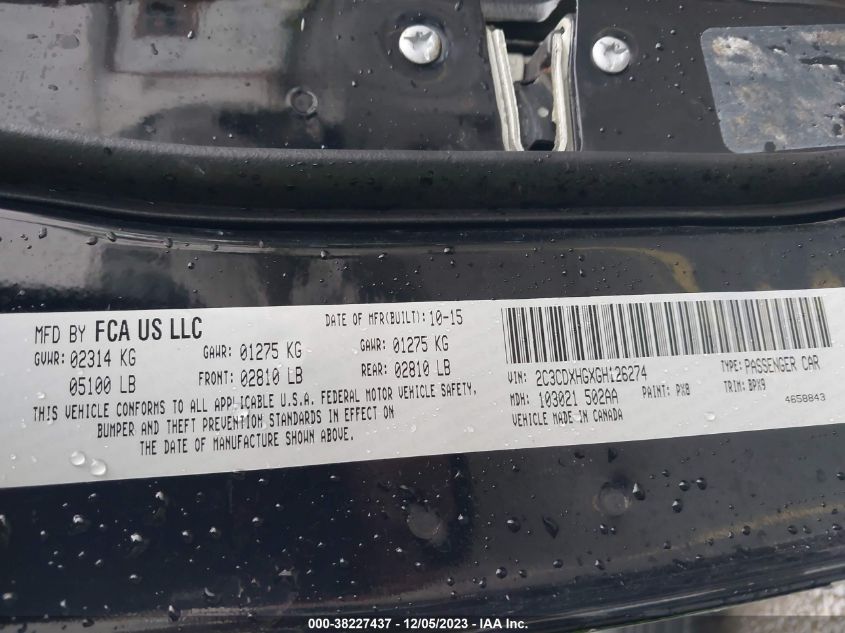 MFD BY FCA US LLC
DATE OF MFR(BUILT): 10-15
GVWR: 02314 KG GAWR: 01275 KG GAWR: 01275 KG
05100 LB FRONT: 02810 LB REAR: 02810 LB
THIS VEHICLE CONFORMS TO ALL APPLICABLE U.S.A. FEDERAL MOTOR VEHICLE SAFETY,
BUMPER AND THEFT PREVENTION STANDARDS IN EFFECT ON
THE DATE OF MANUFACTURE SHOWN ABOVE.
VIN: 2C3CDXHGXGH126274 TYPE: PASSENGER CAR
MDH: 103021 502AA PAINT: PX8 TRIM: BPX9
VEHICLE MADE IN CANADA 4658843
000-38227437 - 12/05/2023 - IAA Inc.